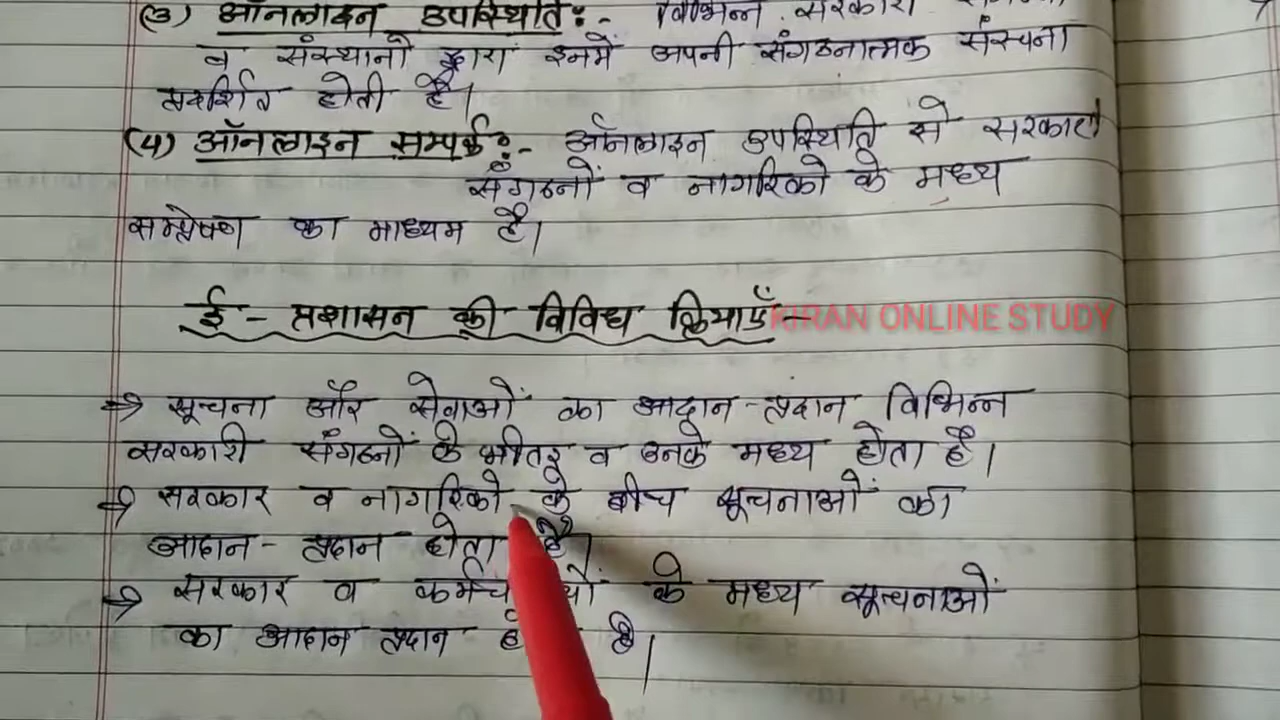 (3) ऑनलाइन उपस्थिति:- विभिन्न सरकारी
व संस्थानो द्वारा इनमें अपनी संगठनात्मक संरचना
प्रदर्शित होती है।
(4) ऑनलाइन सम्पर्क:- ऑनलाइन उपस्थिति से सरकारी
संगठनों व नागरिको के मध्य
सम्प्रेषण का माध्यम है।
ई-प्रशासन की विविध क्रियाएँ-
KIRAN ONLINE STUDY
→ सूचना और सेवाओं का आदान-प्रदान विभिन्न
सरकारी संगठनों के भीतर व उनके मध्य होता है।
→ सरकार व नागरिको के बीच सूचनाओं का
आदान-प्रदान होता है।
→ सरकार व के मध्य सूचनाओं
का आदान प्रदान है।